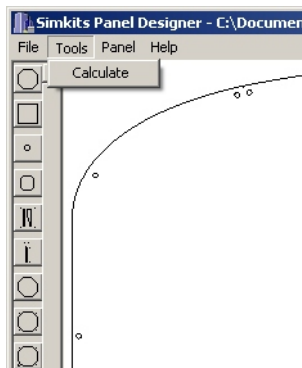 Simkits Panel Designer - C:\Documen
File Tools Panel Help
Calculate